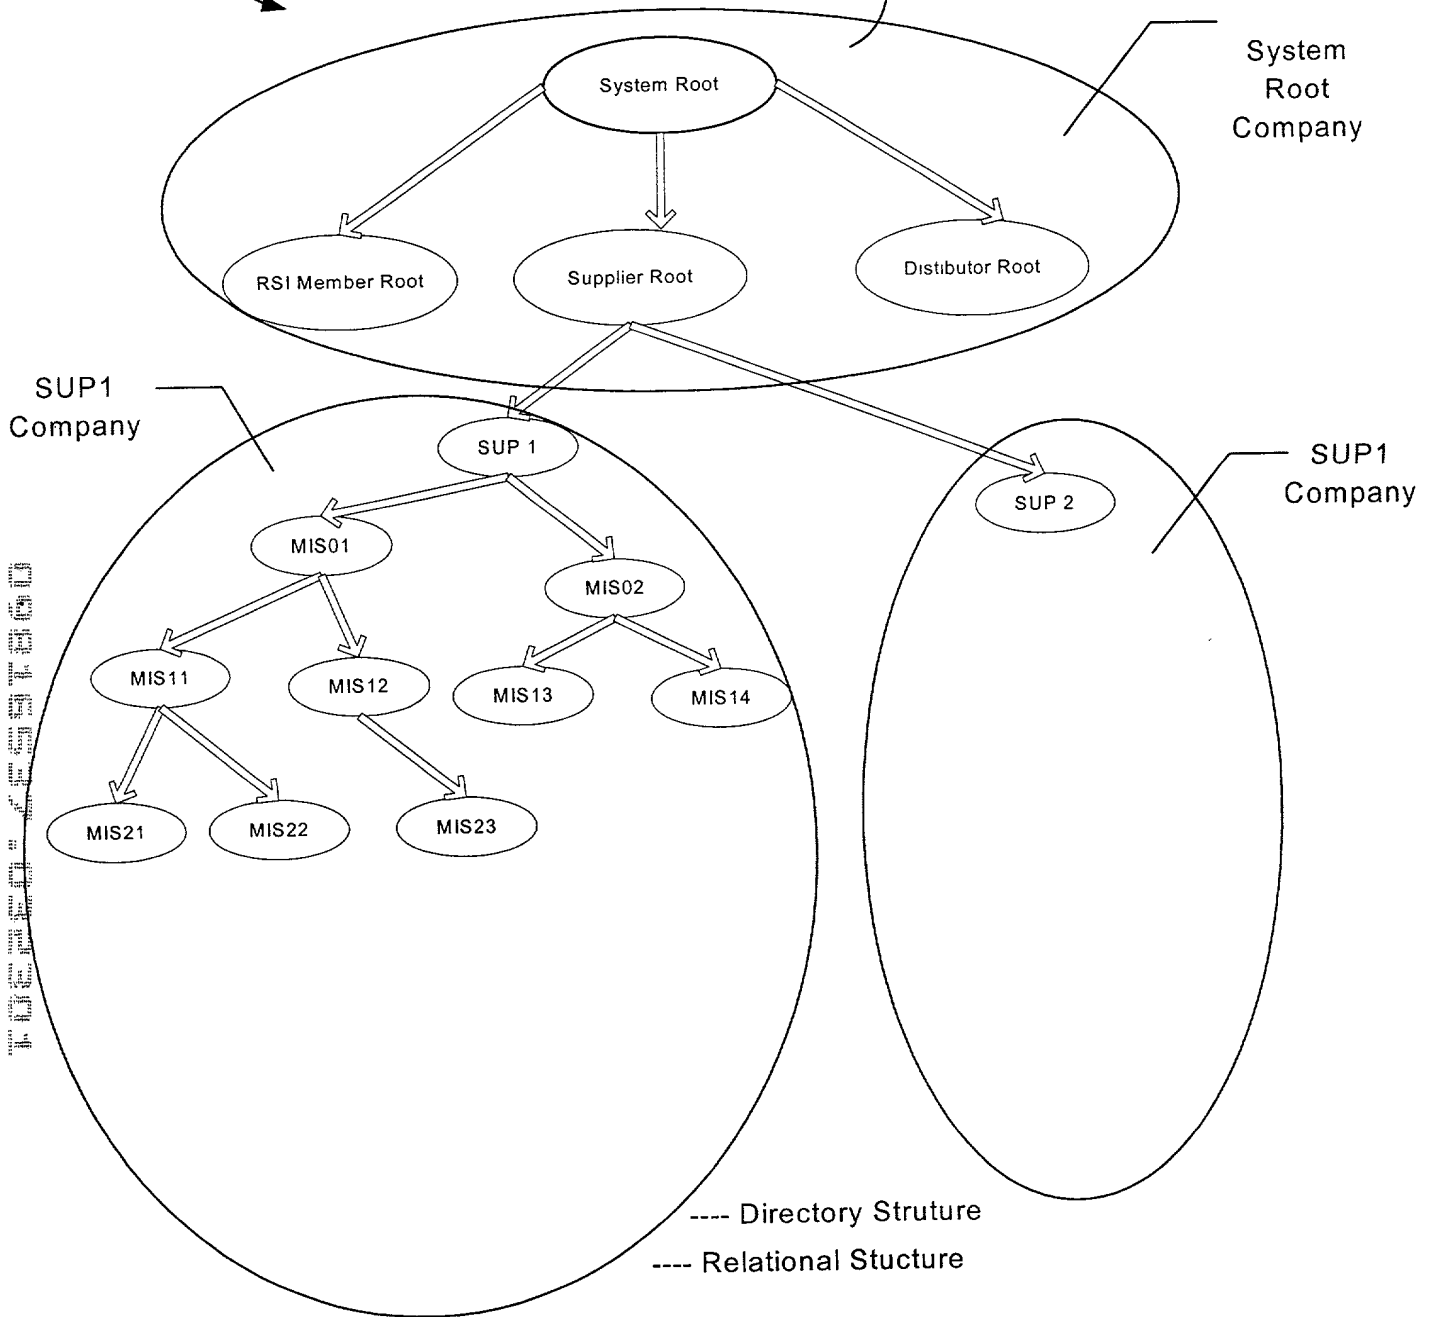 System
Root
Company
System Root
RSI Member Root
Supplier Root
Distibutor Root
SUP1
Company
SUP 1
SUP1
Company
SUP 2
MIS01
MIS02
MIS11
MIS12
MIS13
MIS14
MIS21
MIS22
MIS23
---- Directory Struture
---- Relational Stucture